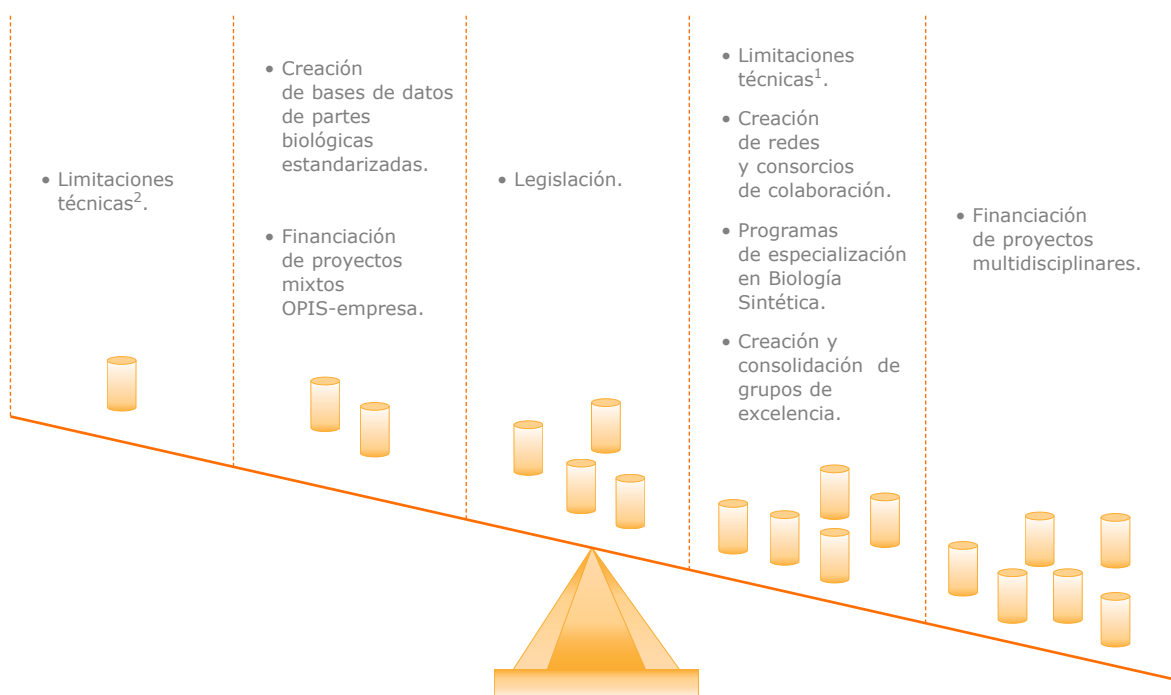 • Limitaciones
técnicas².
• Creación
de bases de datos
de partes
biológicas
estandarizadas.
• Financiación
de proyectos
mixtos
OPIS-empresa.
• Legislación.
• Limitaciones
técnicas¹.
• Creación
de redes
y consorcios
de colaboración.
• Programas
de especialización
en Biología
Sintética.
• Creación y
consolidación de
grupos de
excelencia.
• Financiación
de proyectos
multidisciplinares.